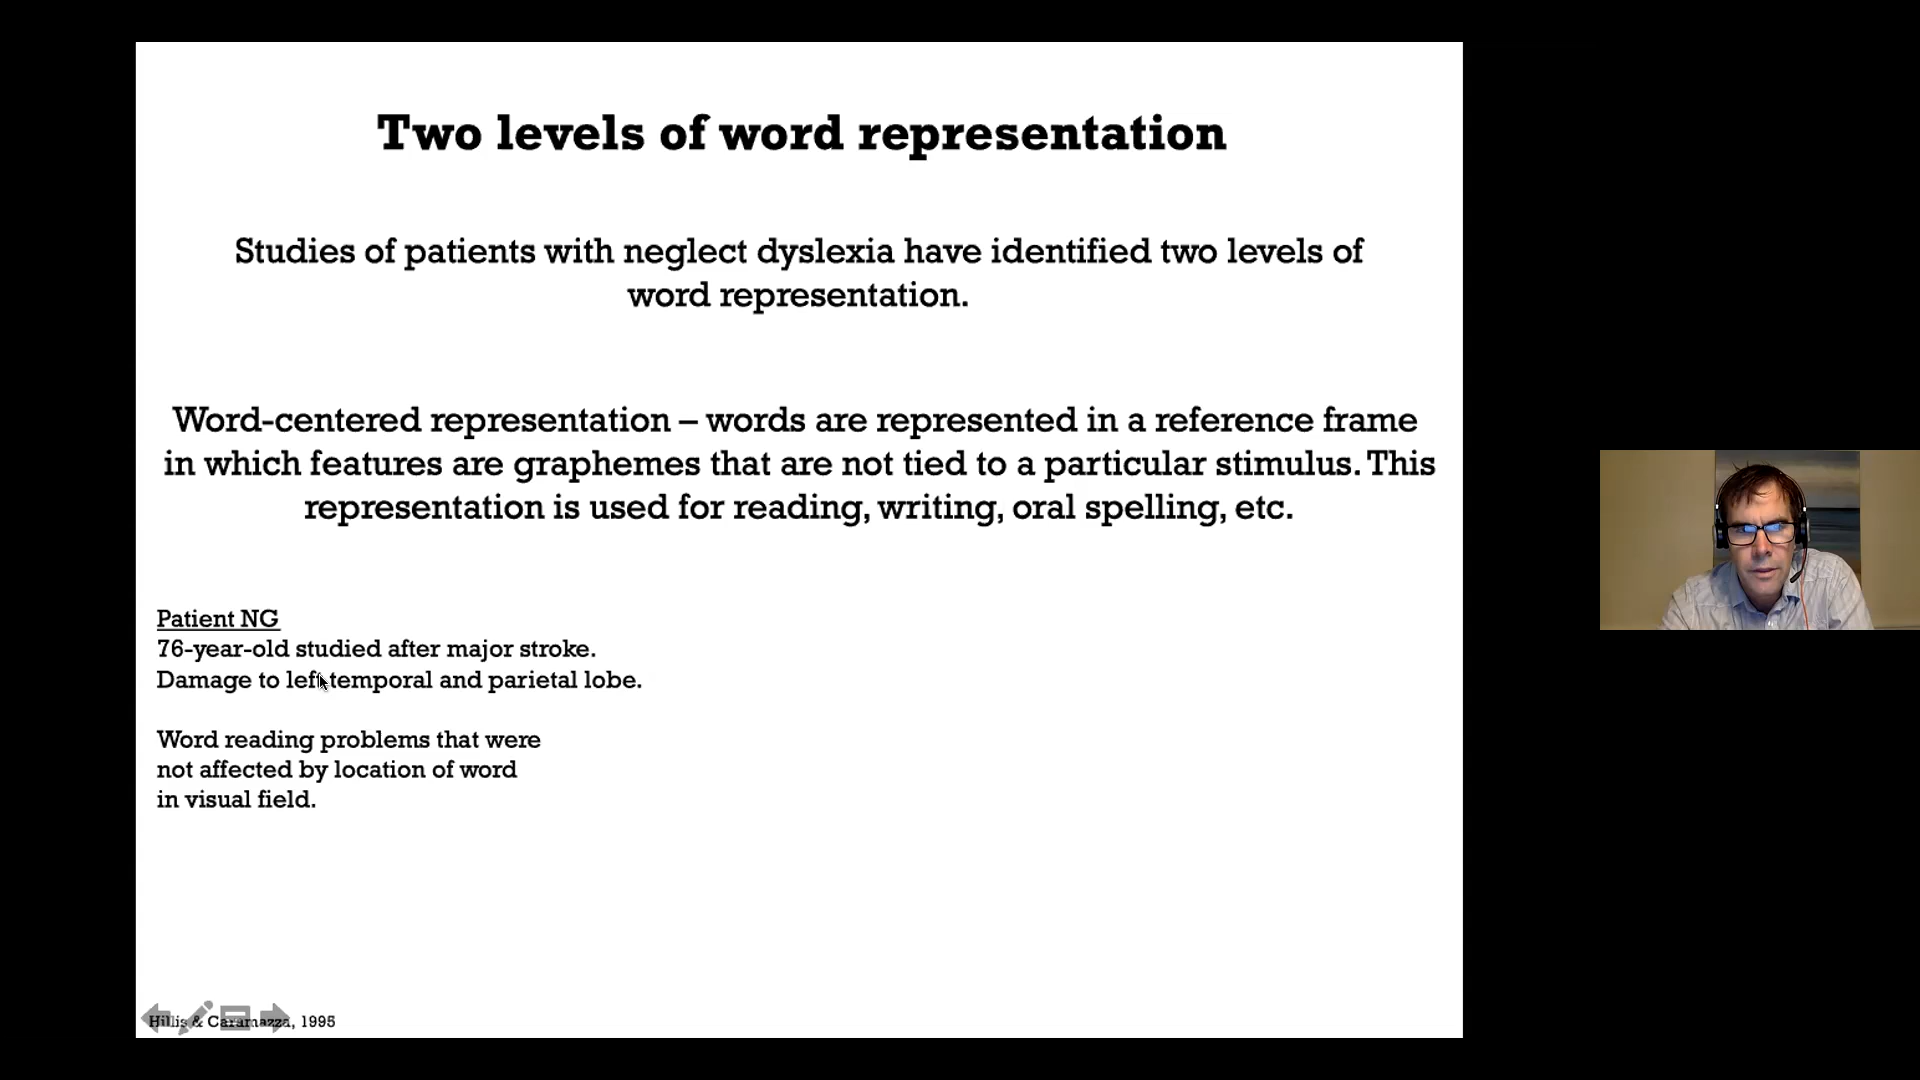 Two levels of word representation
Studies of patients with neglect dyslexia have identified two levels of
word representation.
Word-centered representation – words are represented in a reference frame
in which features are graphemes that are not tied to a particular stimulus. This
representation is used for reading, writing, oral spelling, etc.
Patient NG
76-year-old studied after major stroke.
Damage to left temporal and parietal lobe.
Word reading problems that were
not affected by location of word
in visual field.
Hillis & Caramazza, 1995